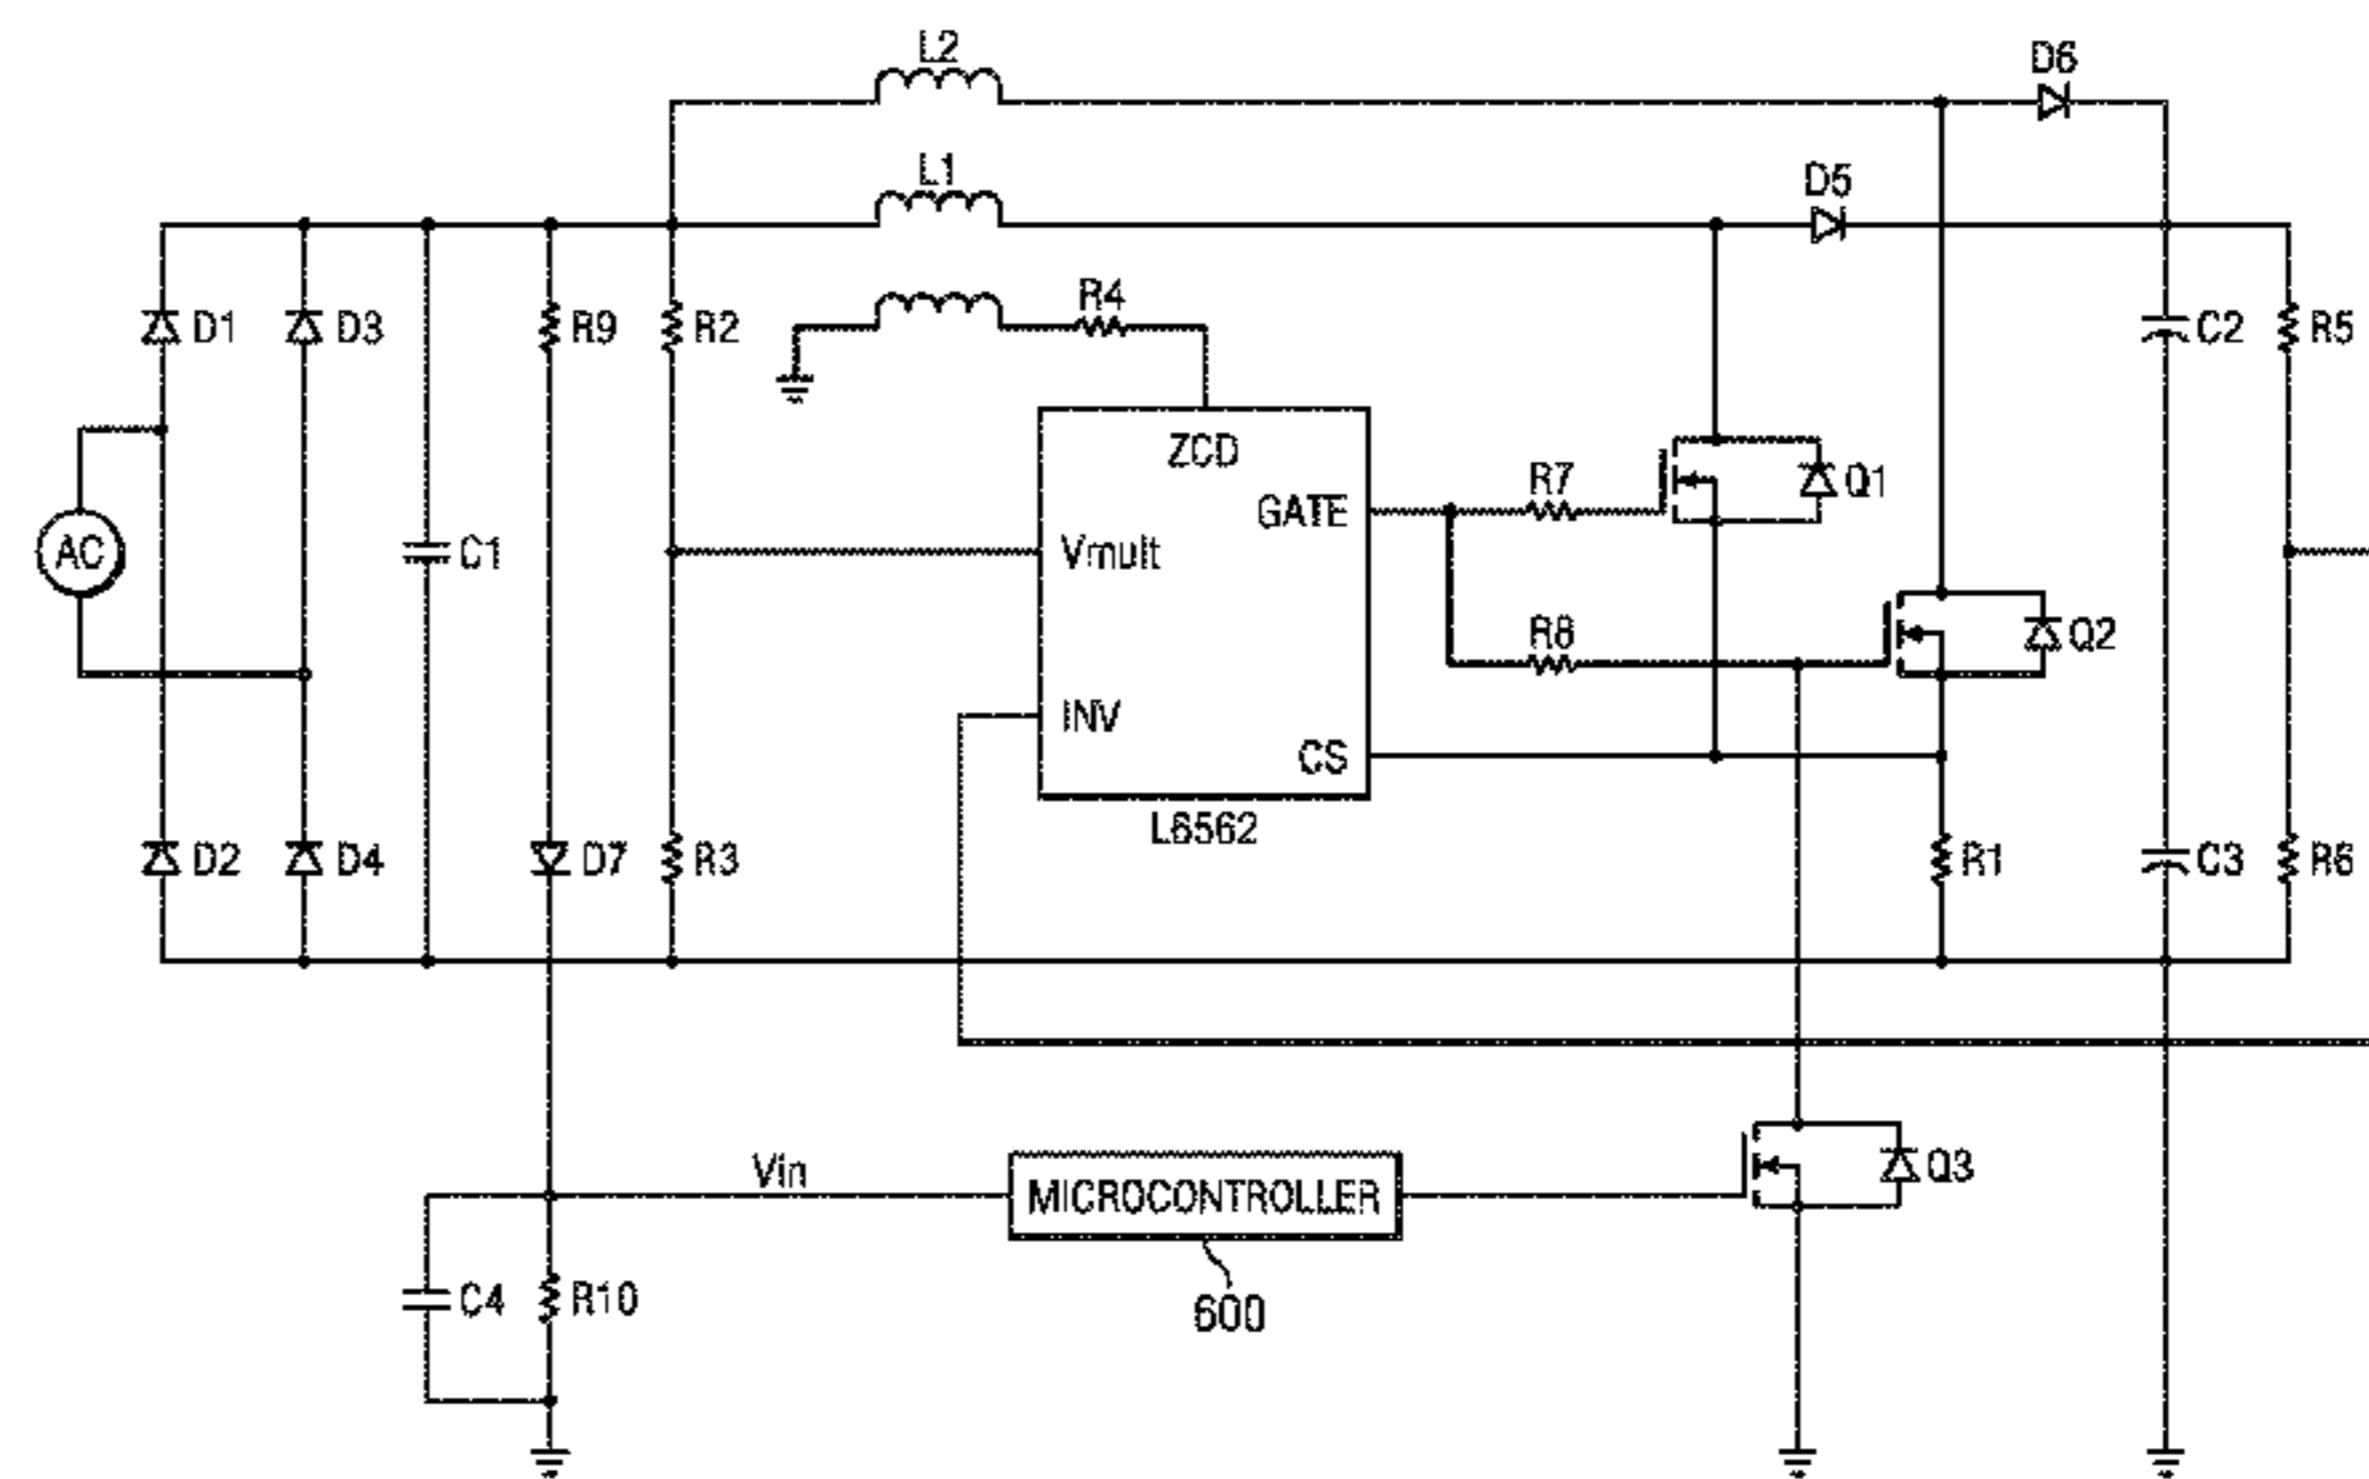 L2
D6
L1
D5
R4
D1
D3
R9
R2
C2
R5
ZCD
R7
Q1
GATE
AC
C1
Vmult
R8
Q2
INV
CS
L6562
D2
D4
D7
R3
R1
C3
R6
Vin
MICROCONTROLLER
Q3
C4
R10
600